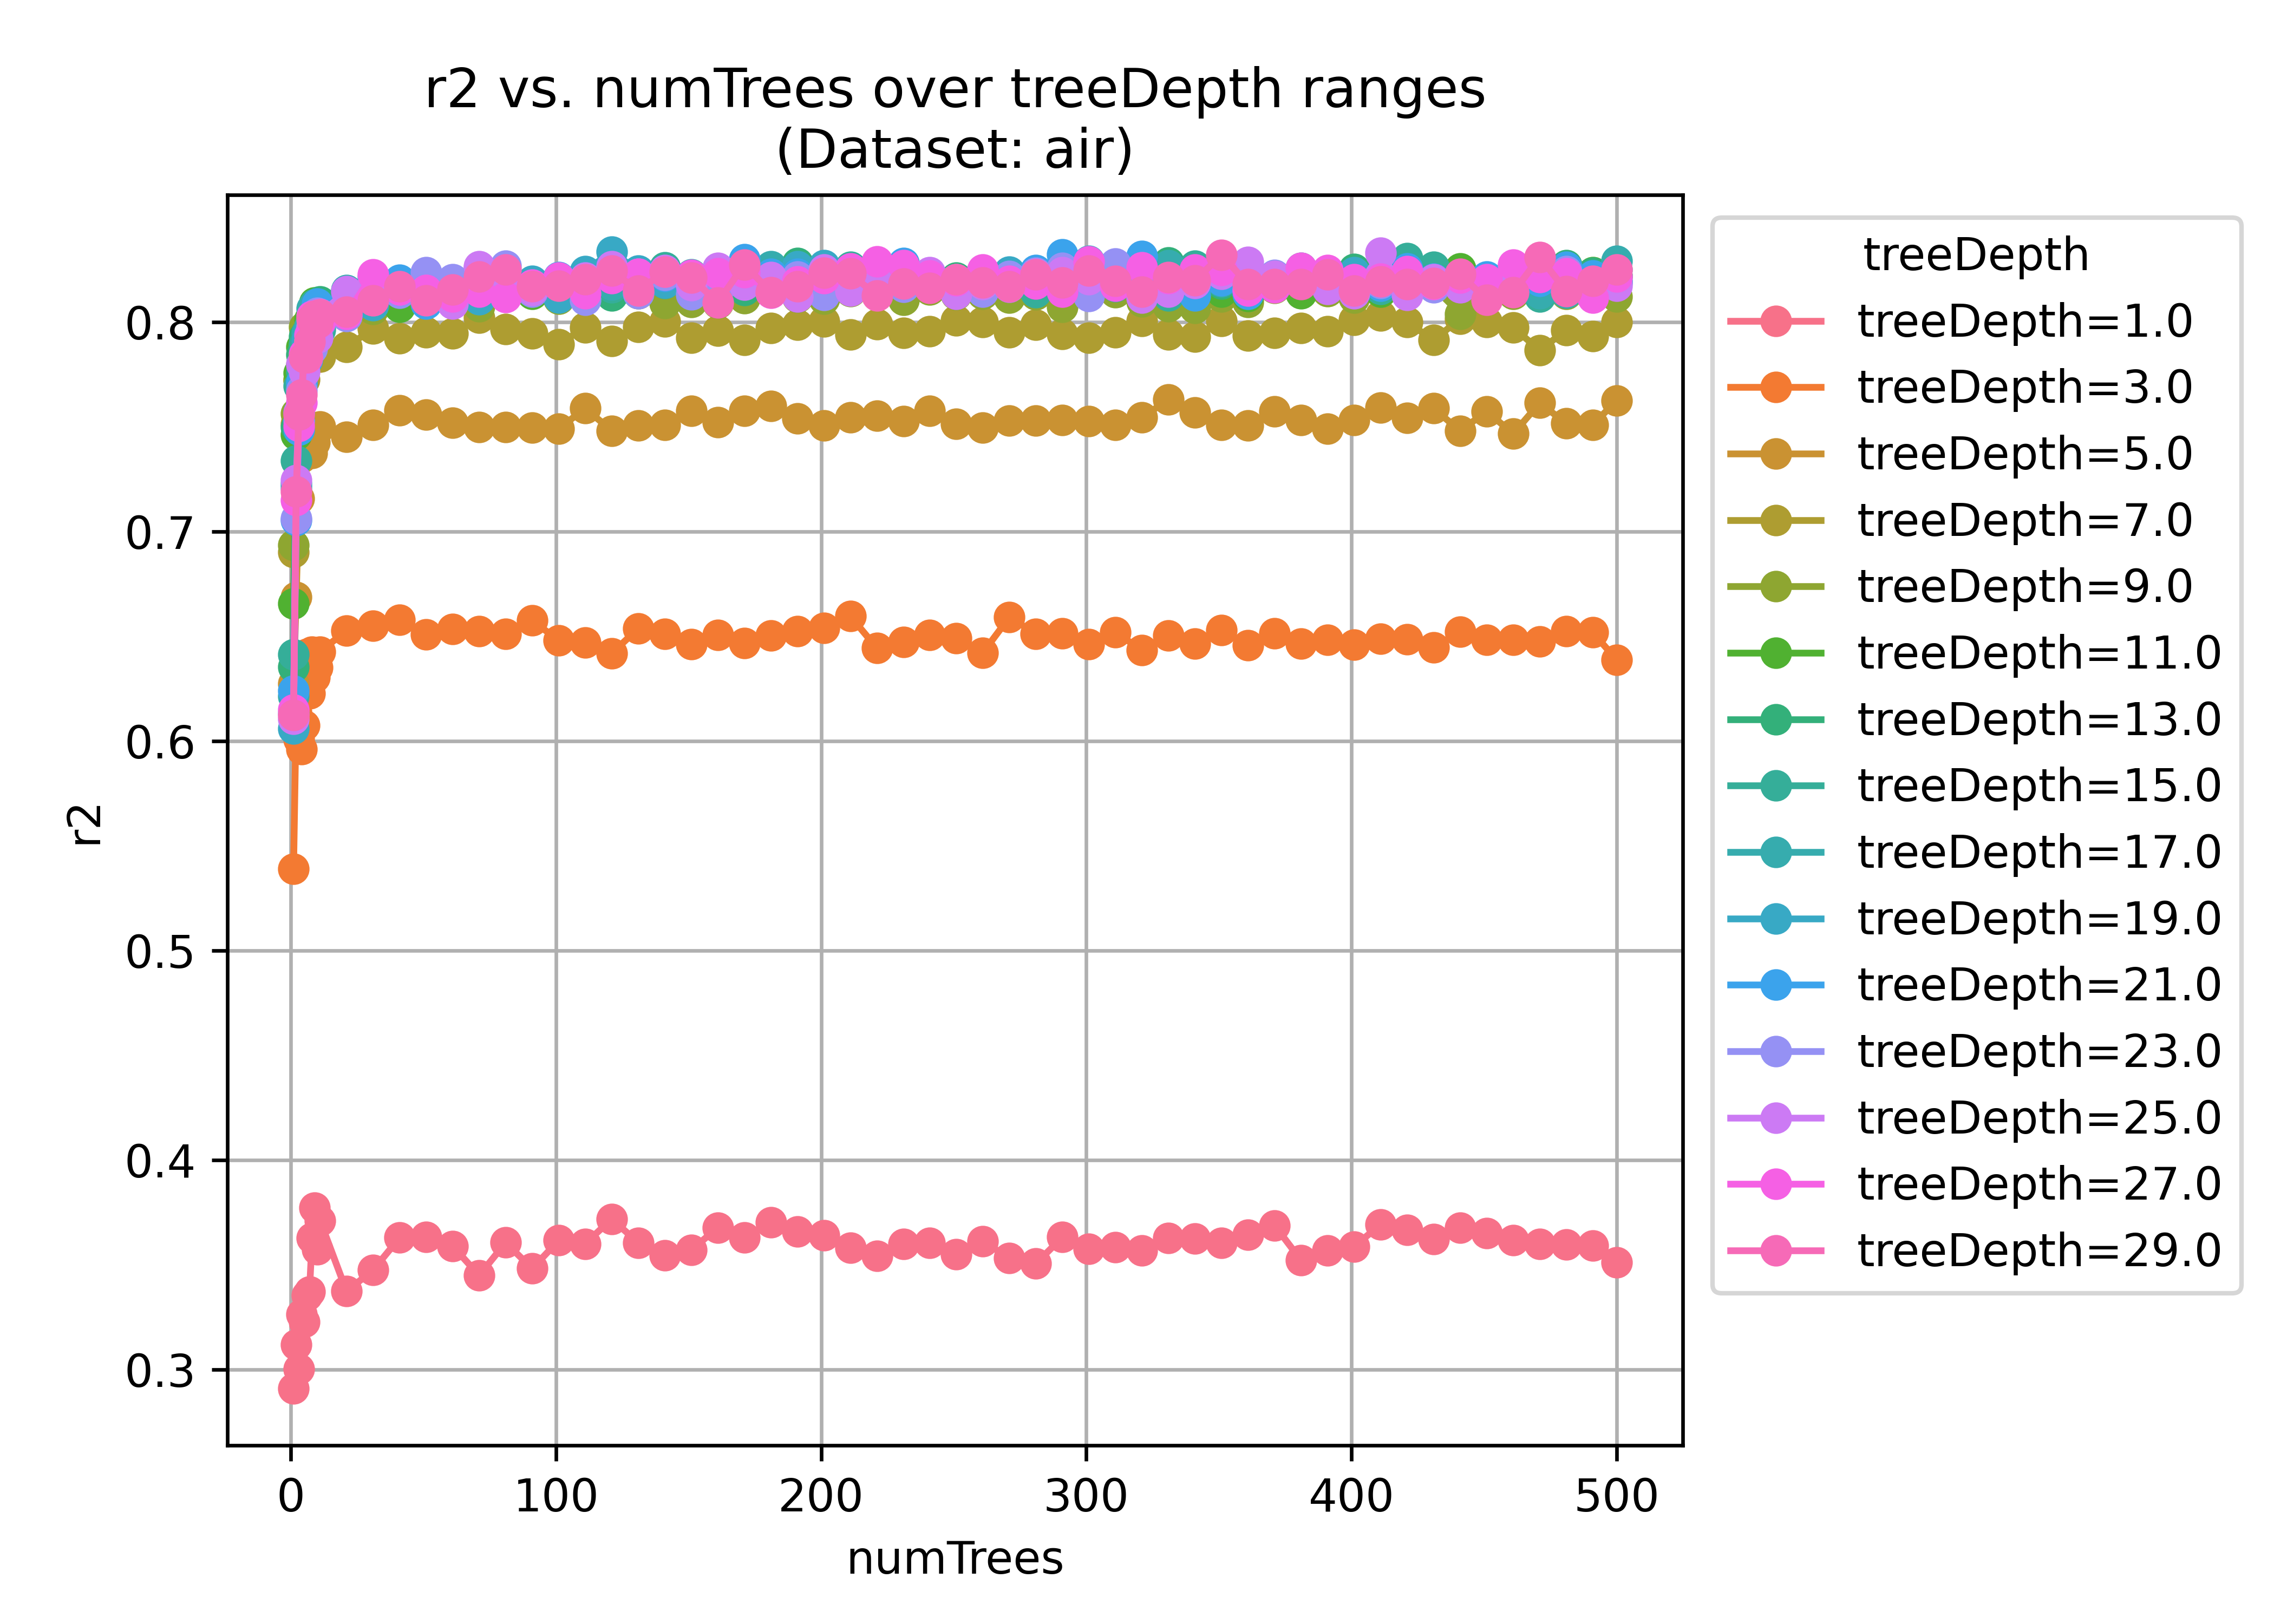 r2 vs. numTrees over treeDepth ranges
(Dataset: air)
r2
0.8
0.7
0.6
0.5
0.4
0.3
0 100 200 300 400 500
numTrees
treeDepth
treeDepth=1.0
treeDepth=3.0
treeDepth=5.0
treeDepth=7.0
treeDepth=9.0
treeDepth=11.0
treeDepth=13.0
treeDepth=15.0
treeDepth=17.0
treeDepth=19.0
treeDepth=21.0
treeDepth=23.0
treeDepth=25.0
treeDepth=27.0
treeDepth=29.0